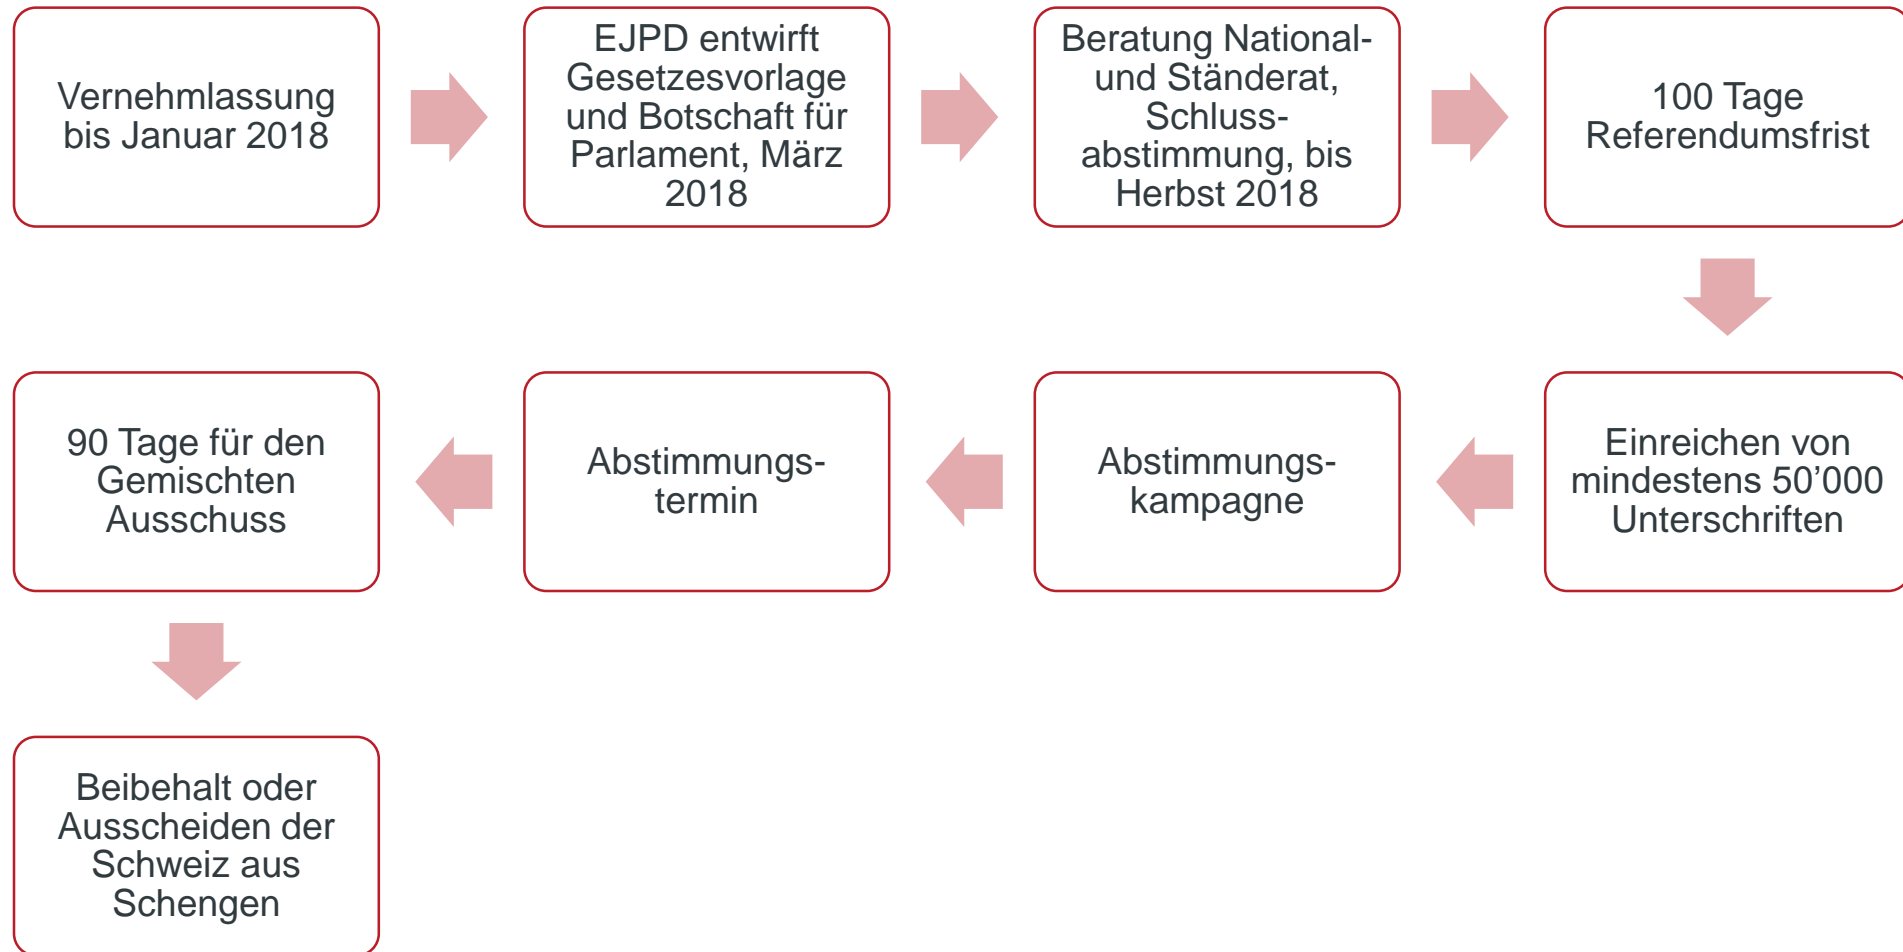 Vernehmlassung
bis Januar 2018
EJPD entwirft
Gesetzesvorlage
und Botschaft für
Parlament, März
2018
Beratung National-
und Ständerat,
Schluss-
abstimmung, bis
Herbst 2018
100 Tage
Referendumsfrist
Einreichen von
mindestens 50’000
Unterschriften
Abstimmungs-
kampagne
Abstimmungs-
termin
90 Tage für den
Gemischten
Ausschuss
Beibehalt oder
Ausscheiden der
Schweiz aus
Schengen